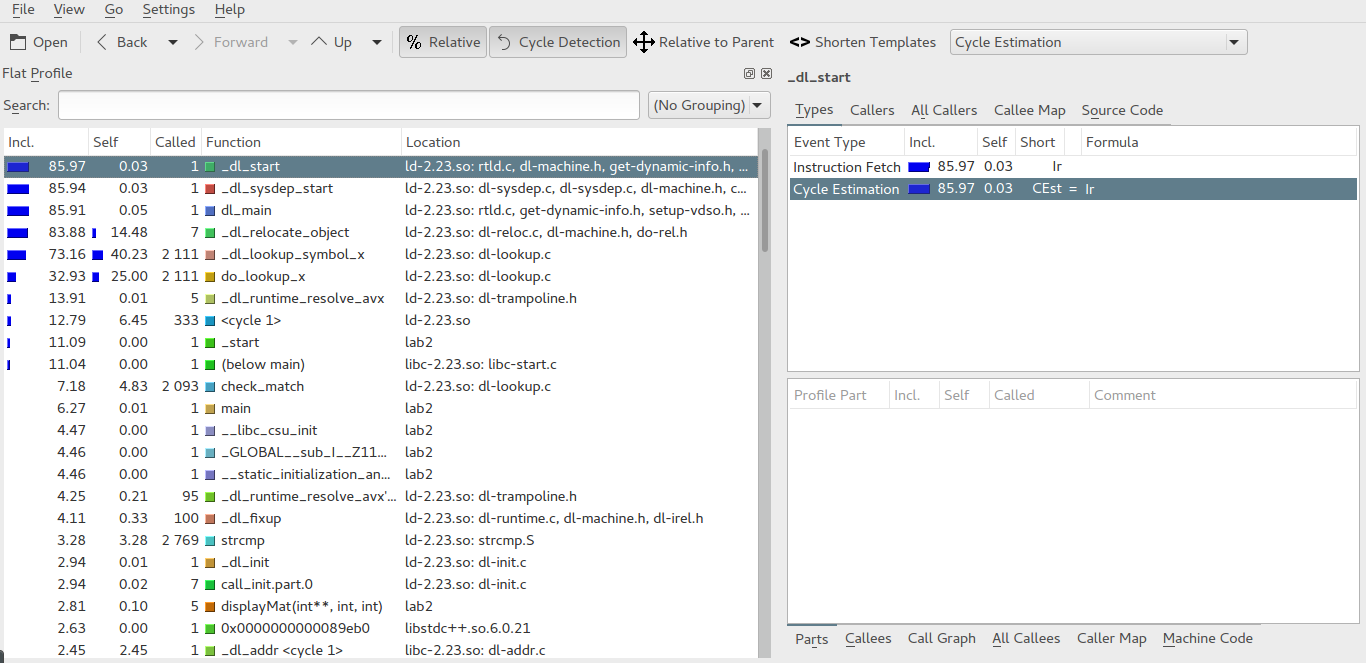 File View Go Settings Help
Open Back Forward Up % Relative Cycle Detection Relative to Parent <> Shorten Templates Cycle Estimation
Flat Profile
Search: (No Grouping)
Incl. Self Called Function Location
85.97 0.03 1 _dl_start ld-2.23.so: rtld.c, dl-machine.h, get-dynamic-info.h, ...
85.94 0.03 1 _dl_sysdep_start ld-2.23.so: dl-sysdep.c, dl-sysdep.c, dl-machine.h, c...
85.91 0.05 1 dl_main ld-2.23.so: rtld.c, get-dynamic-info.h, setup-vdso.h, ...
83.88 14.48 7 _dl_relocate_object ld-2.23.so: dl-reloc.c, dl-machine.h, do-rel.h
73.16 40.23 2 111 _dl_lookup_symbol_x ld-2.23.so: dl-lookup.c
32.93 25.00 2 111 do_lookup_x ld-2.23.so: dl-lookup.c
13.91 0.01 5 _dl_runtime_resolve_avx ld-2.23.so: dl-trampoline.h
12.79 6.45 333 <cycle 1> ld-2.23.so
11.09 0.00 1 _start lab2
11.04 0.00 1 (below main) libc-2.23.so: libc-start.c
7.18 4.83 2 093 check_match ld-2.23.so: dl-lookup.c
6.27 0.01 1 main lab2
4.47 0.00 1 __libc_csu_init lab2
4.46 0.00 1 _GLOBAL__sub_I__Z11... lab2
4.46 0.00 1 __static_initialization_an... lab2
4.25 0.21 95 _dl_runtime_resolve_avx'... ld-2.23.so: dl-trampoline.h
4.11 0.33 100 _dl_fixup ld-2.23.so: dl-runtime.c, dl-machine.h, dl-irel.h
3.28 3.28 2 769 strcmp ld-2.23.so: strcmp.S
2.94 0.01 1 _dl_init ld-2.23.so: dl-init.c
2.94 0.02 7 call_init.part.0 ld-2.23.so: dl-init.c
2.81 0.10 5 displayMat(int**, int, int) lab2
2.63 0.00 1 0x0000000000089eb0 libstdc++.so.6.0.21
2.45 2.45 1 _dl_addr <cycle 1> libc-2.23.so: dl-addr.c
_dl_start
Types Callers All Callers Callee Map Source Code
Event Type Incl. Self Short Formula
Instruction Fetch 85.97 0.03 Ir
Cycle Estimation 85.97 0.03 CEst = Ir
Profile Part Incl. Self Called Comment
Parts Callees Call Graph All Callees Caller Map Machine Code